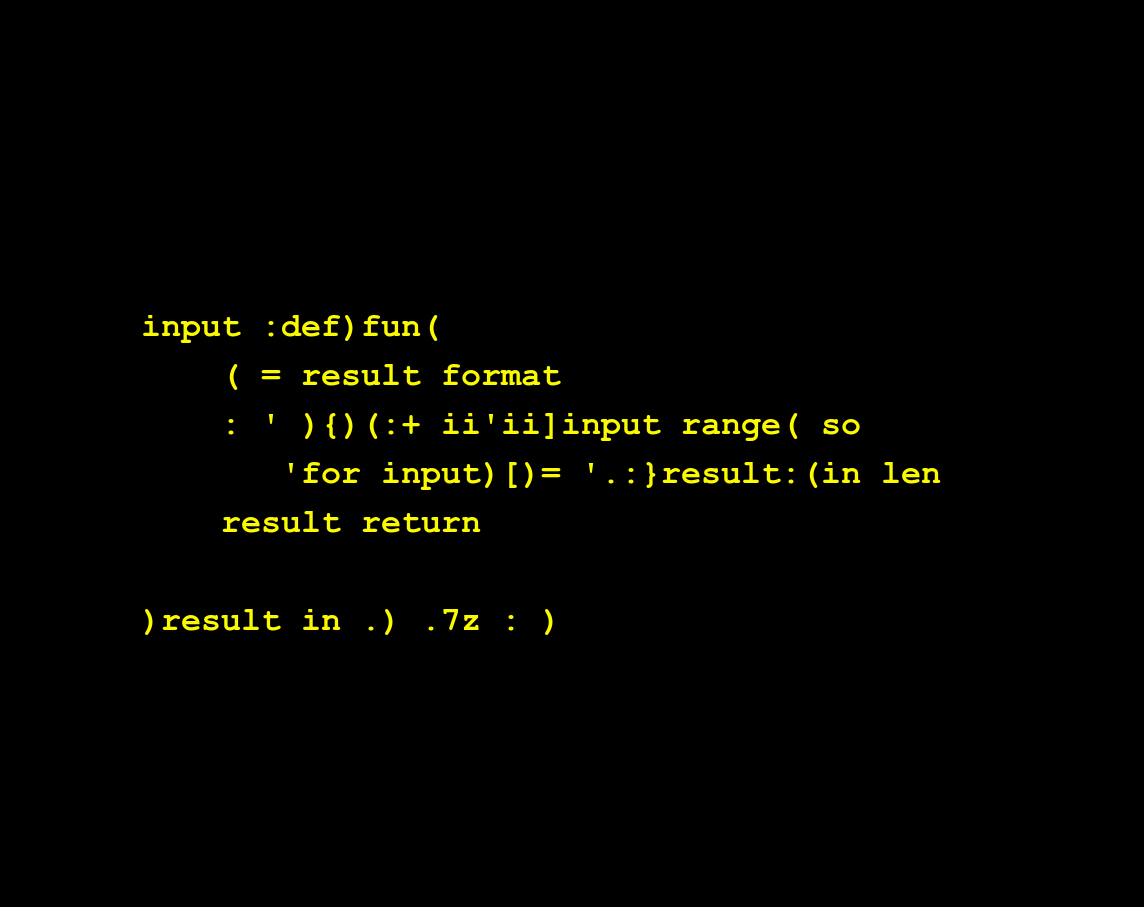 input :def)fun(
( = result format
: ' ){)(:+ ii'ii]input range( so
'for input)[)= '.:}result:(in len
result return
)result in .) .7z : )